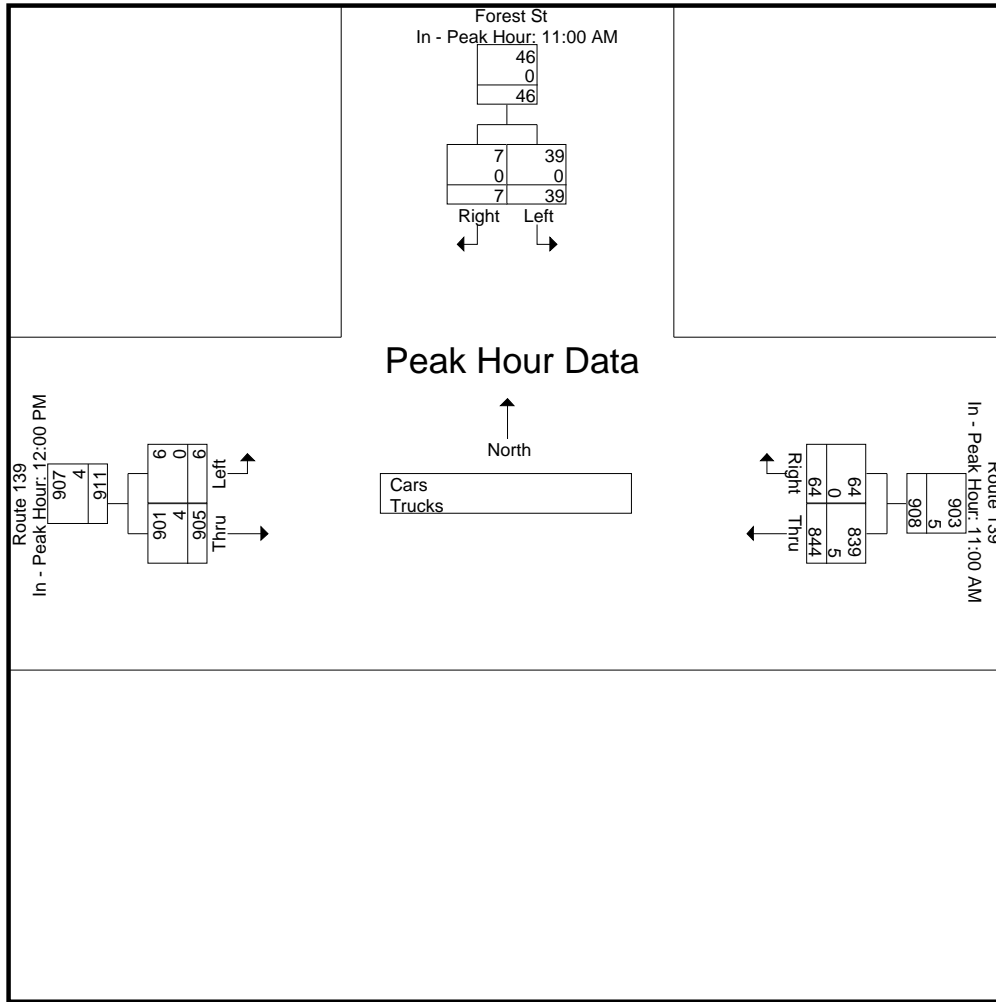 Forest St
In - Peak Hour: 11:00 AM
46
0
46
7 39
0 0
7 39
Right Left
Peak Hour Data
North
Cars
Trucks
Route 139
In - Peak Hour: 12:00 PM
907
4
911
6 0 6
901 4 905
Left
Thru
Route 139
In - Peak Hour: 11:00 AM
903
5
908
64 0 64
839 5 844
Right
Thru